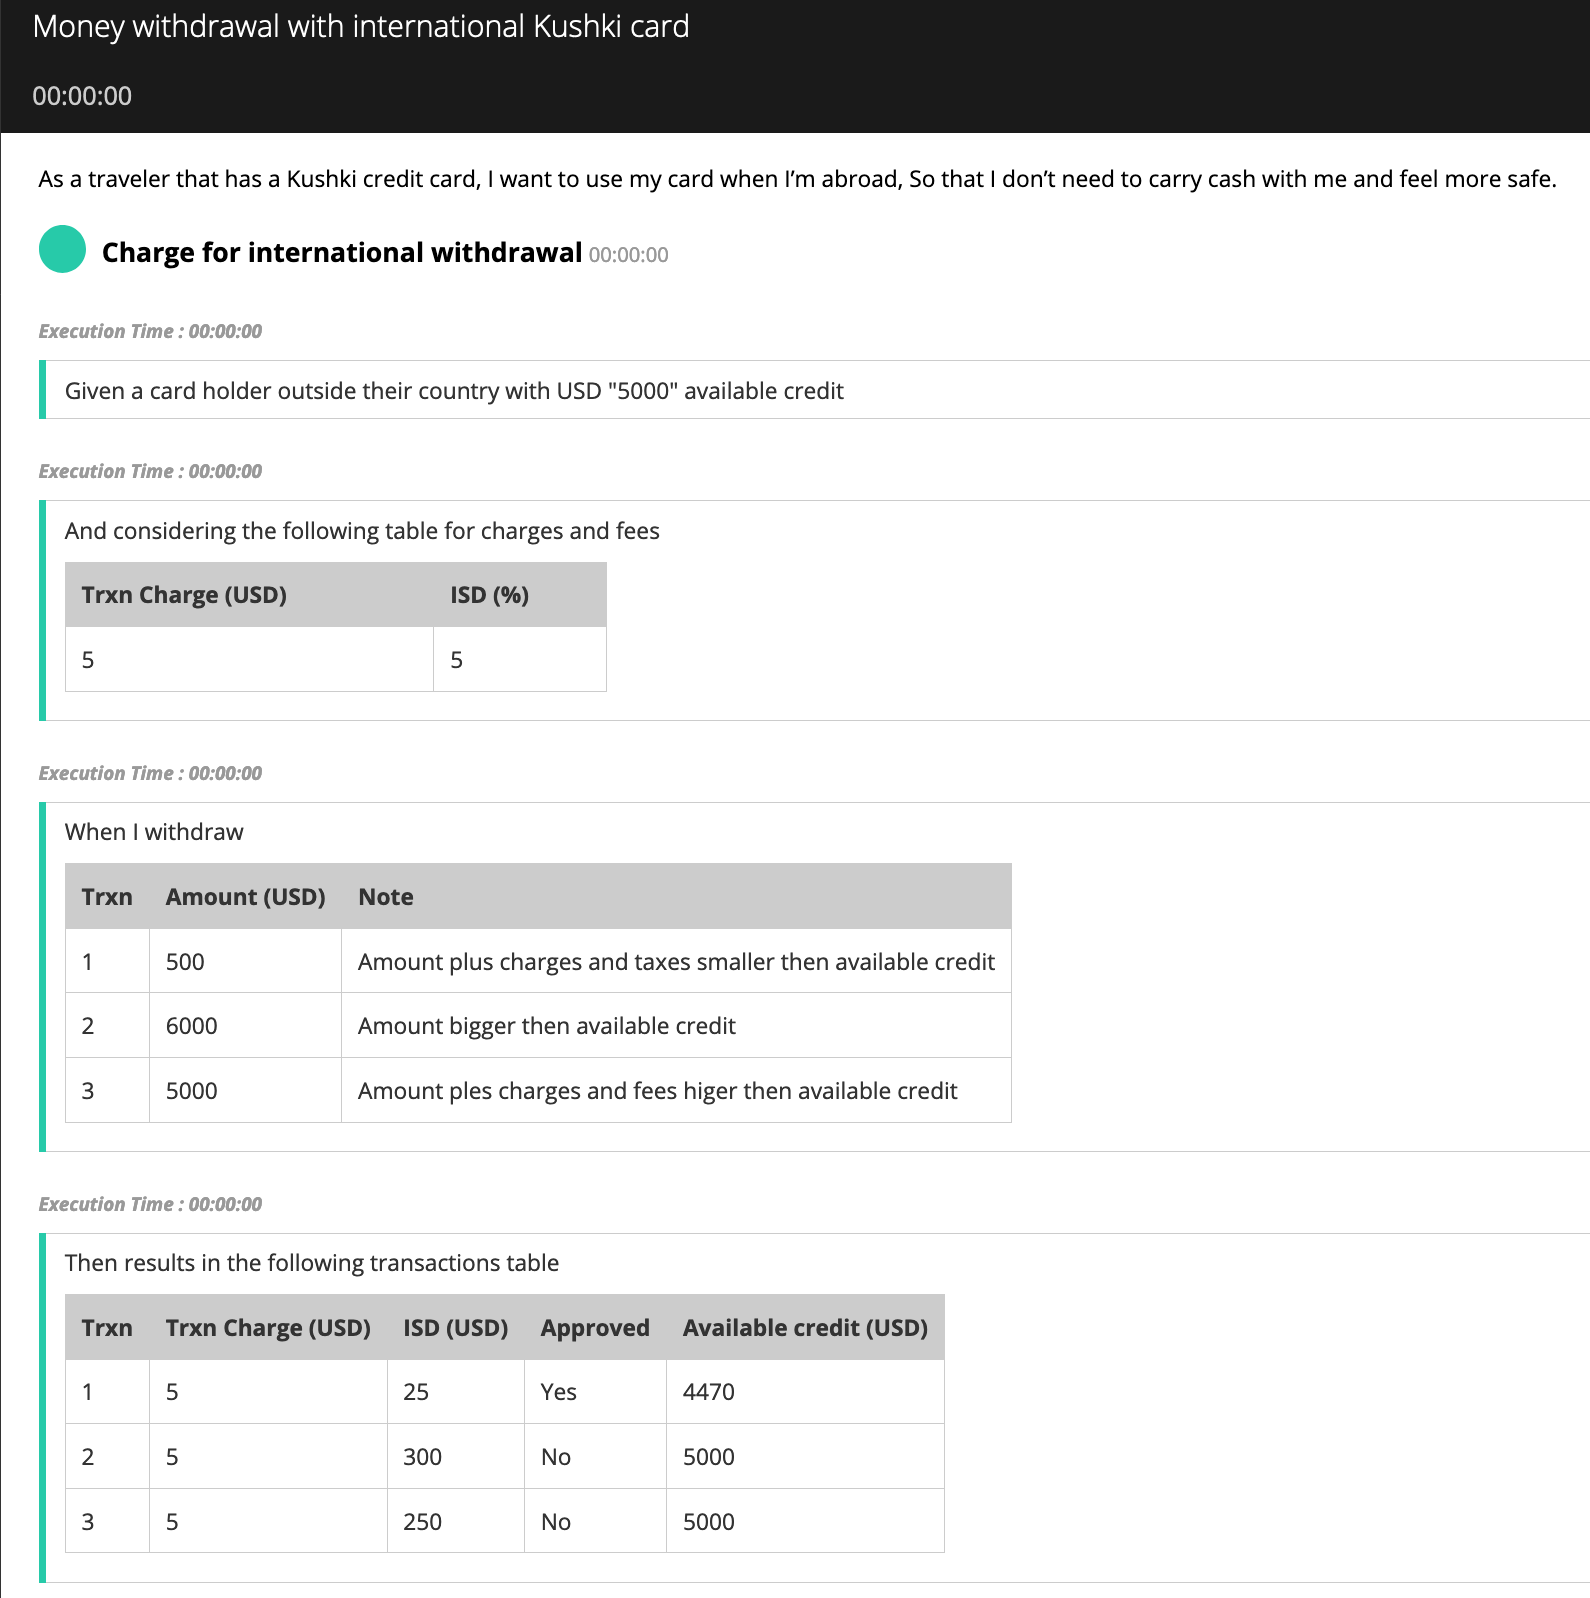 Money withdrawal with international Kushki card
00:00:00
As a traveler that has a Kushki credit card, I want to use my card when I’m abroad, So that I don’t need to carry cash with me and feel more safe.
Charge for international withdrawal 00:00:00
Execution Time : 00:00:00
Given a card holder outside their country with USD "5000" available credit
Execution Time : 00:00:00
And considering the following table for charges and fees
Trxn Charge (USD) ISD (%)
5 5
Execution Time : 00:00:00
When I withdraw
Trxn Amount (USD) Note
1 500 Amount plus charges and taxes smaller then available credit
2 6000 Amount bigger then available credit
3 5000 Amount ples charges and fees higer then available credit
Execution Time : 00:00:00
Then results in the following transactions table
Trxn Trxn Charge (USD) ISD (USD) Approved Available credit (USD)
1 5 25 Yes 4470
2 5 300 No 5000
3 5 250 No 5000